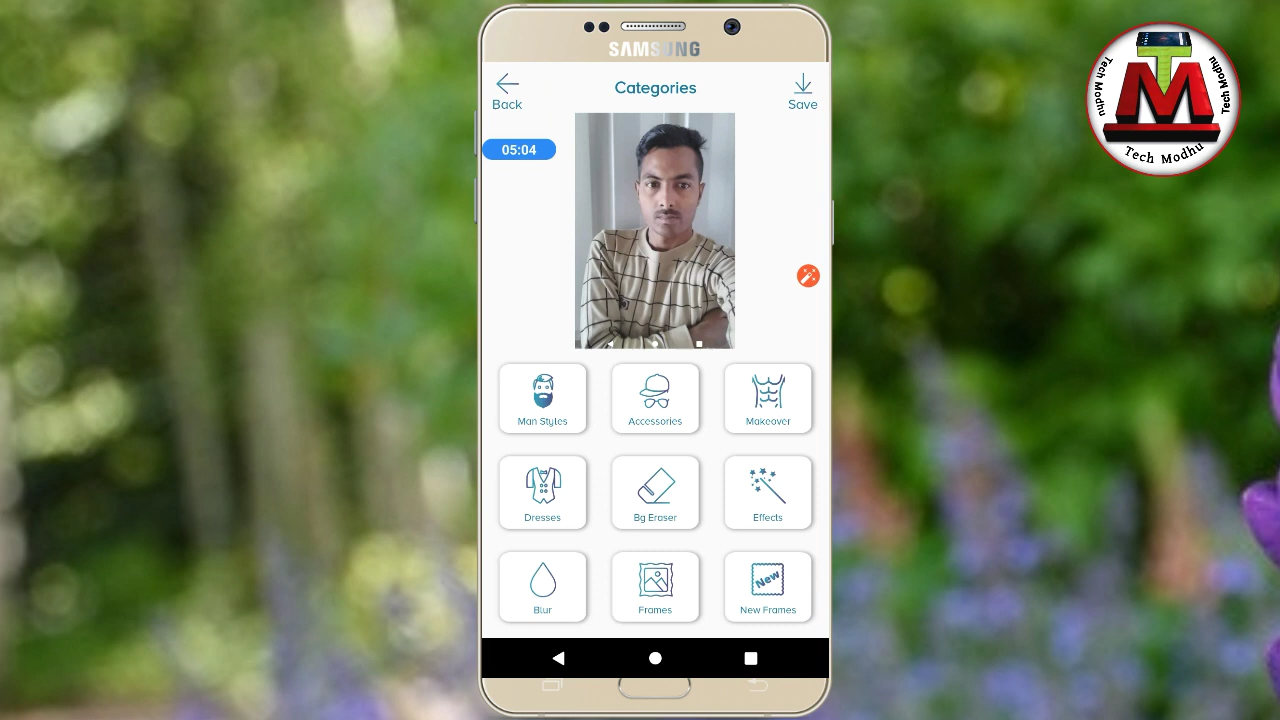 SAMSUNG
Back
Categories
Save
05:04
Man Styles
Accessories
Makeover
Dresses
Bg Eraser
Effects
Blur
Frames
New
New Frames
Tech Modhu
TM
Tech Modhu
Tech Modhu